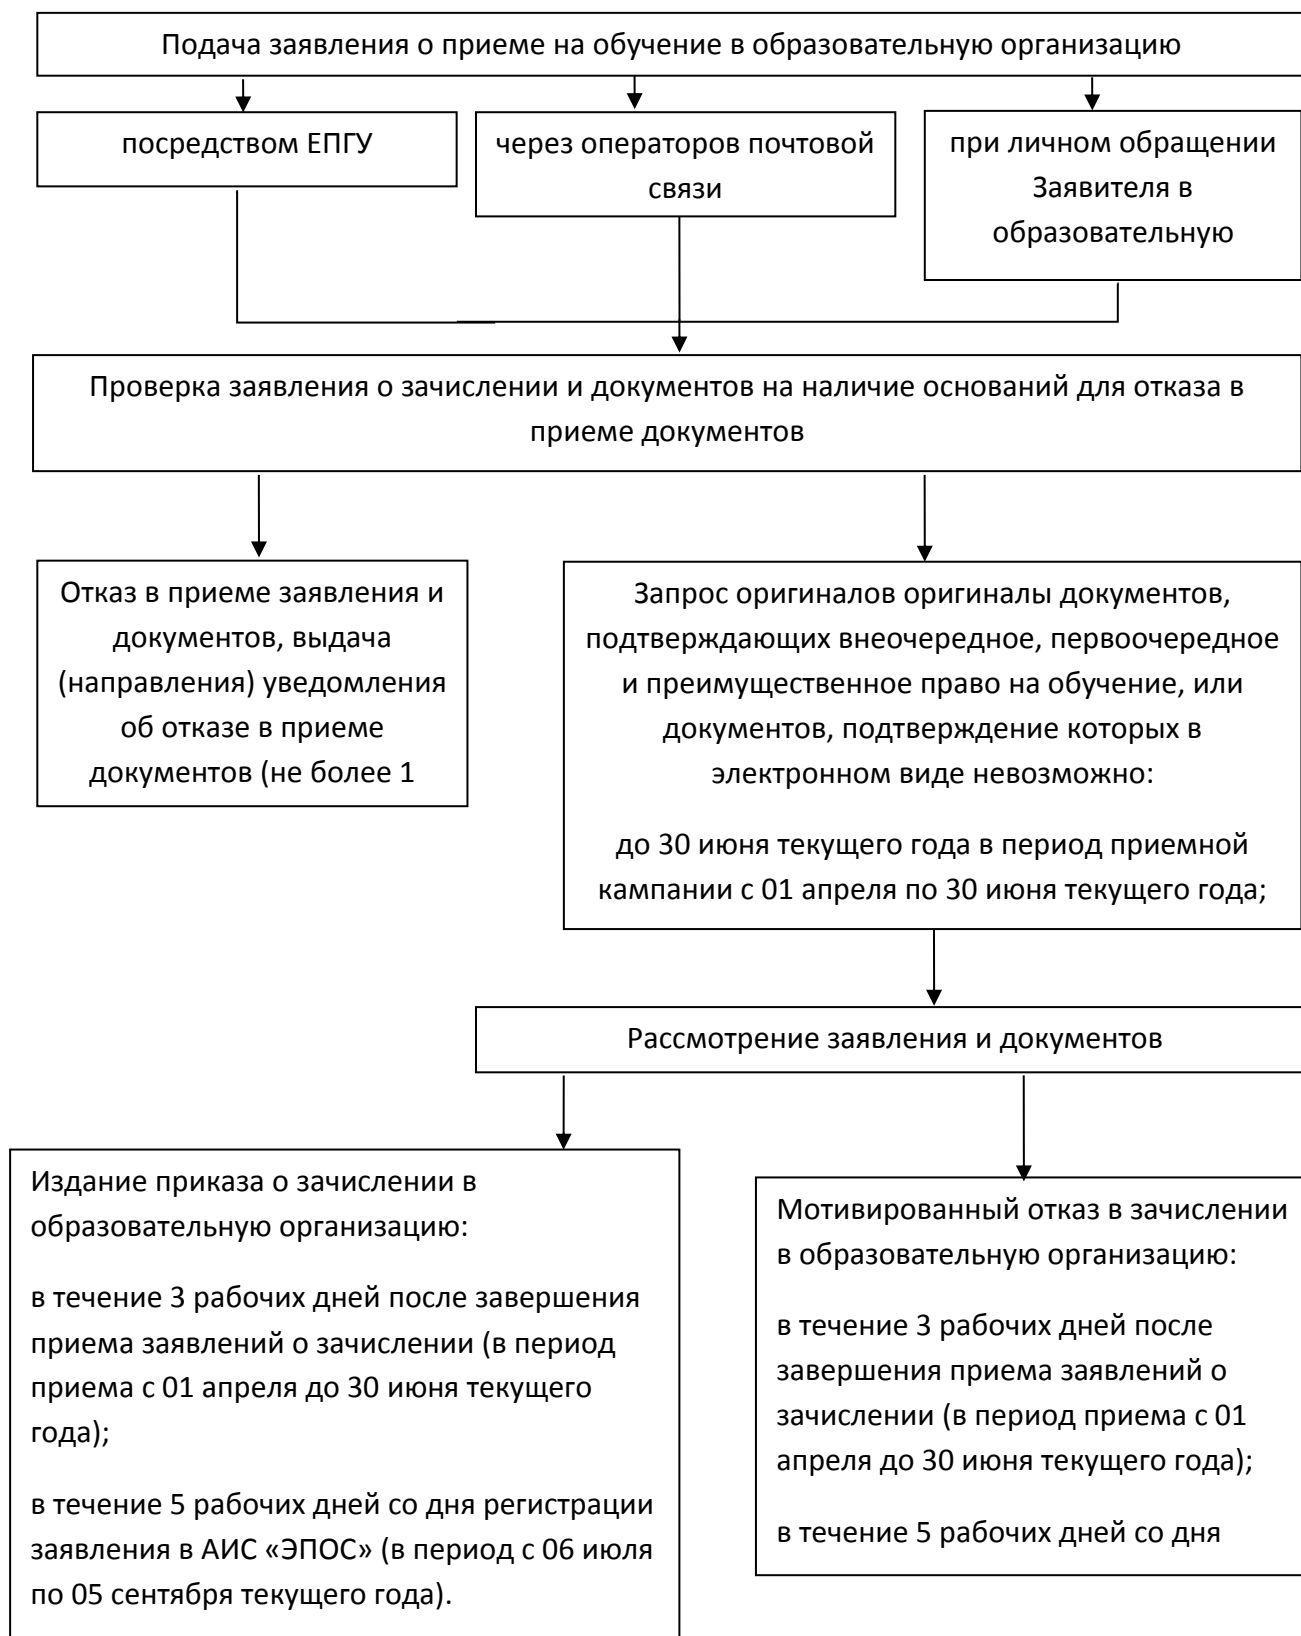 Подача заявления о приеме на обучение в образовательную организацию
посредством ЕПГУ
через операторов почтовой
связи
при личном обращении
Заявителя в
образовательную
Проверка заявления о зачислении и документов на наличие оснований для отказа в
приеме документов
Отказ в приеме заявления и
документов, выдача
(направления) уведомления
об отказе в приеме
документов (не более 1
Запрос оригиналов оригиналы документов,
подтверждающих внеочередное, первоочередное
и преимущественное право на обучение, или
документов, подтверждение которых в
электронном виде невозможно:
до 30 июня текущего года в период приемной
кампании с 01 апреля по 30 июня текущего года;
Рассмотрение заявления и документов
Издание приказа о зачислении в
образовательную организацию:
в течение 3 рабочих дней после завершения
приема заявлений о зачислении (в период
приема с 01 апреля до 30 июня текущего
года);
в течение 5 рабочих дней со дня регистрации
заявления в АИС «ЭПОС» (в период с 06 июля
по 05 сентября текущего года).
Мотивированный отказ в зачислении
в образовательную организацию:
в течение 3 рабочих дней после
завершения приема заявлений о
зачислении (в период приема с 01
апреля до 30 июня текущего года);
в течение 5 рабочих дней со дня